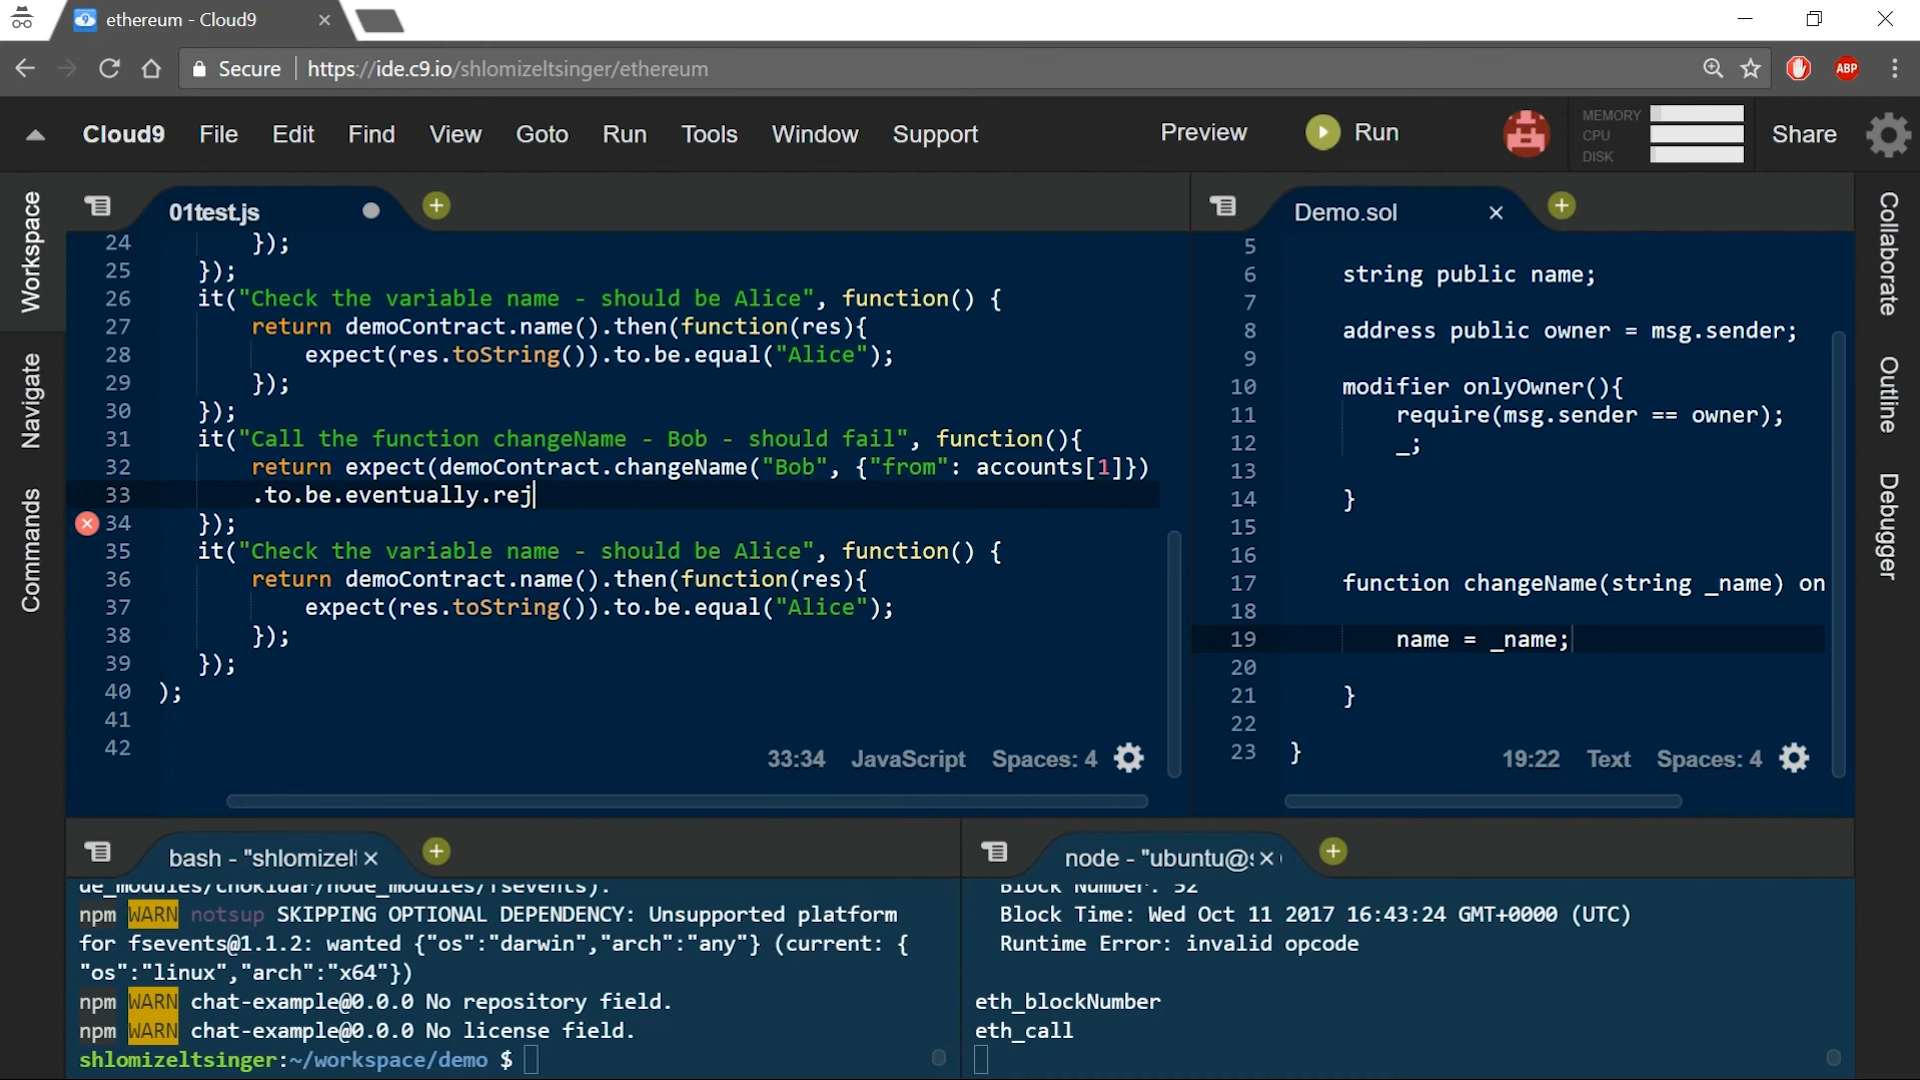 ethereum - Cloud9
Secure https://ide.c9.io/shlomizeltsinger/ethereum
ABP
Cloud9 File Edit Find View Goto Run Tools Window Support Preview Run MEMORY CPU DISK Share
Workspace
Navigate
Commands
01test.js
24 });
25 });
26 it("Check the variable name - should be Alice", function() {
27 return demoContract.name().then(function(res){
28 expect(res.toString()).to.be.equal("Alice");
29 });
30 });
31 it("Call the function changeName - Bob - should fail", function(){
32 return expect(demoContract.changeName("Bob", {"from": accounts[1]})
33 .to.be.eventually.rej
34 });
35 it("Check the variable name - should be Alice", function() {
36 return demoContract.name().then(function(res){
37 expect(res.toString()).to.be.equal("Alice");
38 });
39 });
40 );
41
42
33:34 JavaScript Spaces: 4
Demo.sol
5
6 string public name;
7
8 address public owner = msg.sender;
9
10 modifier onlyOwner(){
11 require(msg.sender == owner);
12 _;
13
14 }
15
16
17 function changeName(string _name) on
18
19 name = _name;
20
21 }
22
23 }
19:22 Text Spaces: 4
Collaborate
Outline
Debugger
bash - "shlomizelt
de_modules/chokidar/node_modules/fsevents).
npm WARN notsup SKIPPING OPTIONAL DEPENDENCY: Unsupported platform
for fsevents@1.1.2: wanted {"os":"darwin","arch":"any"} (current: {
"os":"linux","arch":"x64"})
npm WARN chat-example@0.0.0 No repository field.
npm WARN chat-example@0.0.0 No license field.
shlomizeltsinger:~/workspace/demo $
node - "ubuntu@s
Block Number: 52
Block Time: Wed Oct 11 2017 16:43:24 GMT+0000 (UTC)
Runtime Error: invalid opcode
eth_blockNumber
eth_call